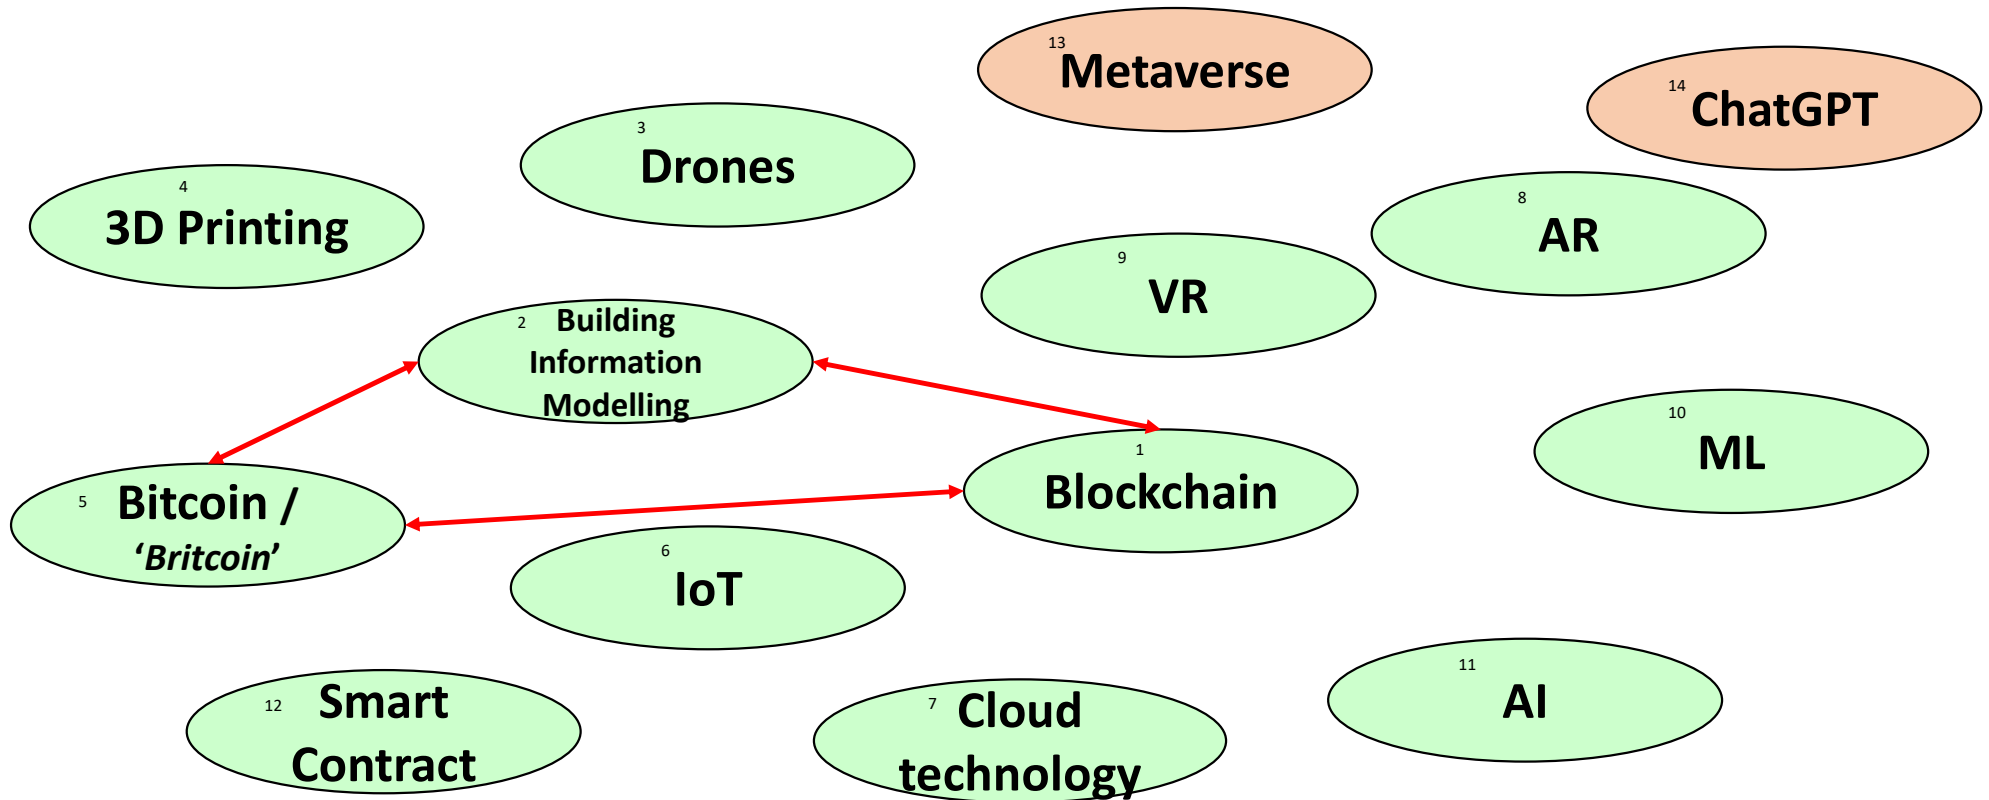 13
Metaverse
14
ChatGPT
3
Drones
4
3D Printing
8
AR
9
VR
2 Building
Information
Modelling
10
ML
1
Blockchain
5 Bitcoin /
‘Britcoin’
6
IoT
11
AI
12 Smart
Contract
7 Cloud
technology